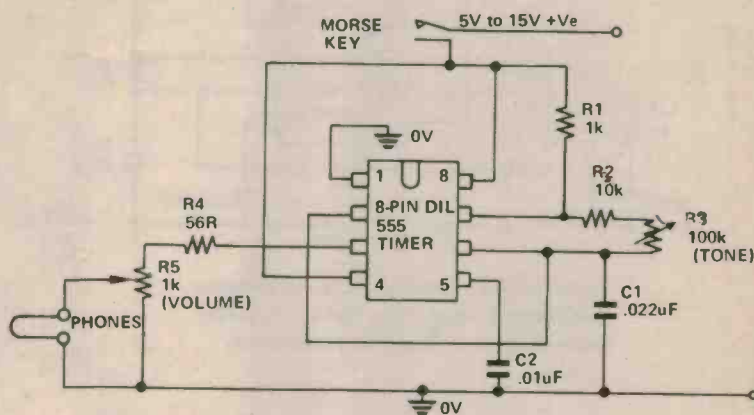 MORSE
KEY
5V to 15V +Ve
R1
1k
0V
R2
10k
R3
100k
(TONE)
1
8
8-PIN DIL
555
TIMER
4
5
R4
56R
R5
1k
(VOLUME)
PHONES
C1
.022uF
C2
.01uF
0V